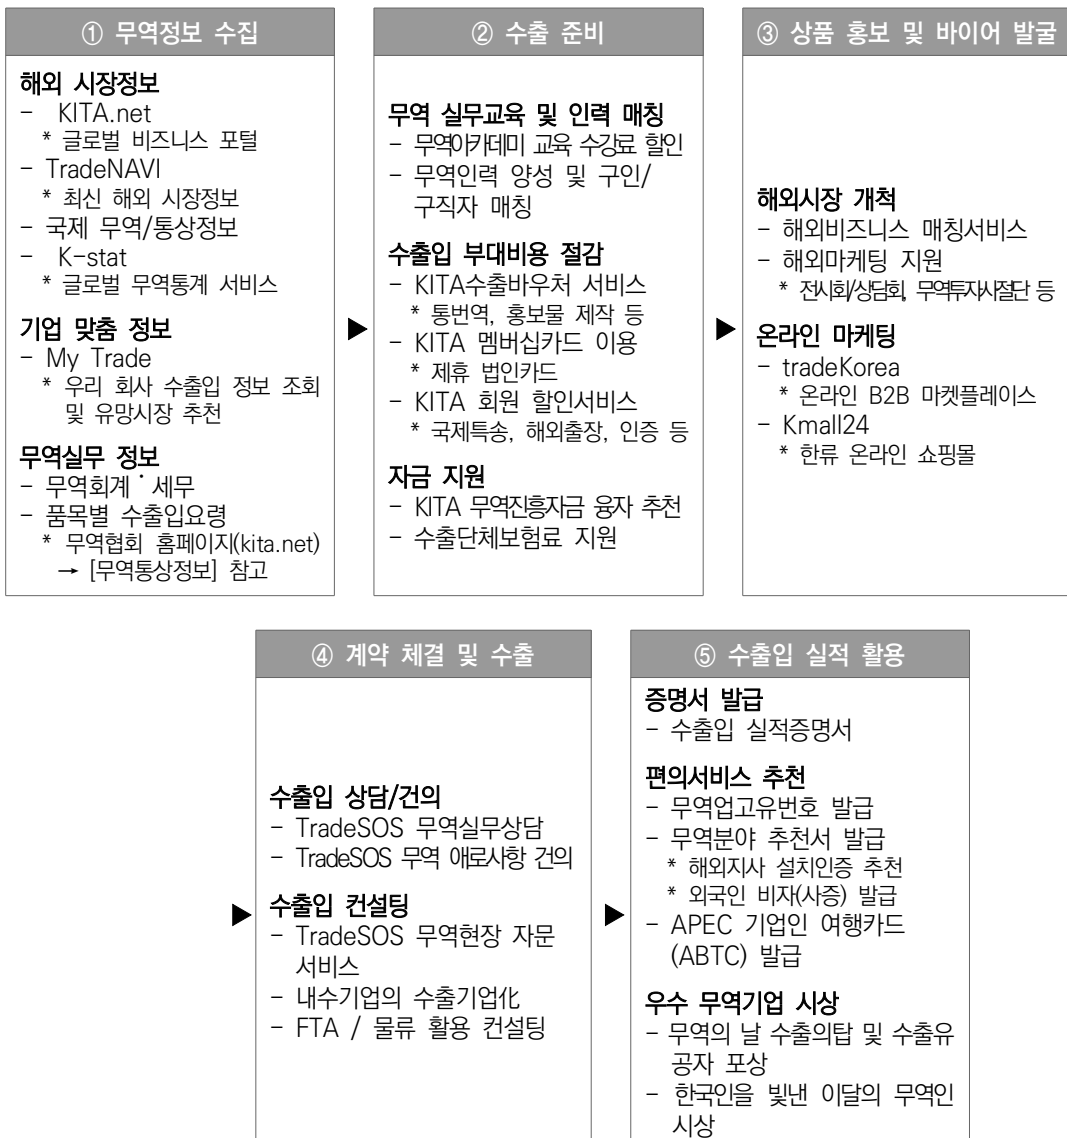 ① 무역정보 수집
해외 시장정보
- KITA.net
* 글로벌 비즈니스 포털
- TradeNAVI
* 최신 해외 시장정보
- 국제 무역/통상정보
- K-stat
* 글로벌 무역통계 서비스
기업 맞춤 정보
- My Trade
* 우리 회사 수출입 정보 조회
및 유망시장 추천
무역실무 정보
- 무역회계˙세무
- 품목별 수출입요령
* 무역협회 홈페이지(kita.net)
→ [무역통상정보] 참고
▶
② 수출 준비
무역 실무교육 및 인력 매칭
- 무역아카데미 교육 수강료 할인
- 무역인력 양성 및 구인/
구직자 매칭
수출입 부대비용 절감
- KITA수출바우처 서비스
* 통번역, 홍보물 제작 등
- KITA 멤버십카드 이용
* 제휴 법인카드
- KITA 회원 할인서비스
* 국제특송, 해외출장, 인증 등
자금 지원
- KITA 무역진흥자금 융자 추천
- 수출단체보험료 지원
▶
③ 상품 홍보 및 바이어 발굴
해외시장 개척
- 해외비즈니스 매칭서비스
- 해외마케팅 지원
* 전시회/상담회, 무역투자사절단 등
온라인 마케팅
- tradeKorea
* 온라인 B2B 마켓플레이스
- Kmall24
* 한류 온라인 쇼핑몰
▶
④ 계약 체결 및 수출
수출입 상담/건의
- TradeSOS 무역실무상담
- TradeSOS 무역 애로사항 건의
수출입 컨설팅
- TradeSOS 무역현장 자문
서비스
- 내수기업의 수출기업化
- FTA / 물류 활용 컨설팅
▶
⑤ 수출입 실적 활용
증명서 발급
- 수출입 실적증명서
편의서비스 추천
- 무역업고유번호 발급
- 무역분야 추천서 발급
* 해외지사 설치인증 추천
* 외국인 비자(사증) 발급
- APEC 기업인 여행카드
(ABTC) 발급
우수 무역기업 시상
- 무역의 날 수출의탑 및 수출유
공자 포상
- 한국인을 빛낸 이달의 무역인
시상